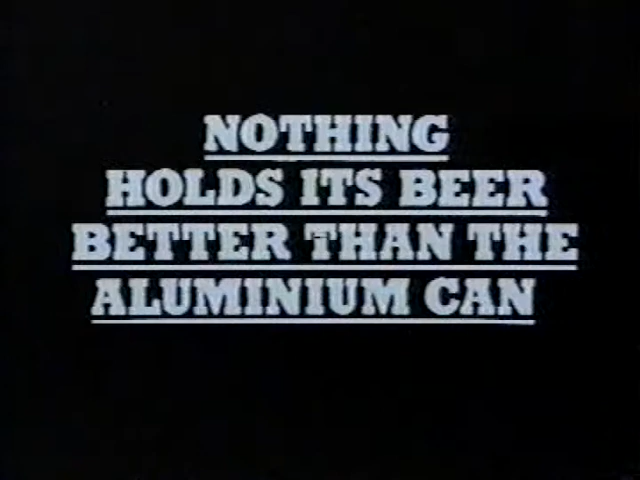 NOTHING
HOLDS ITS BEER
BETTER THAN THE
ALUMINIUM CAN